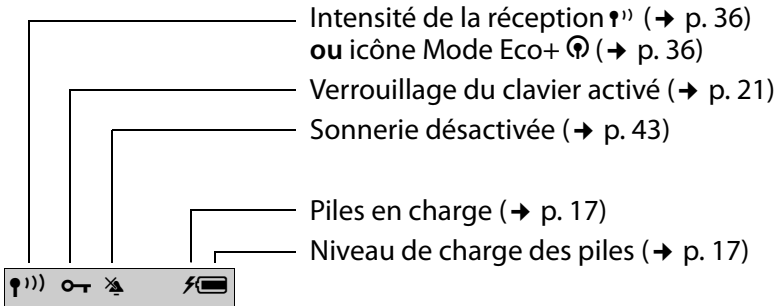 Intensité de la réception (➔ p. 36)
ou icône Mode Eco+ (➔ p. 36)
Verrouillage du clavier activé (➔ p. 21)
Sonnerie désactivée (➔ p. 43)
Piles en charge (➔ p. 17)
Niveau de charge des piles (➔ p. 17)